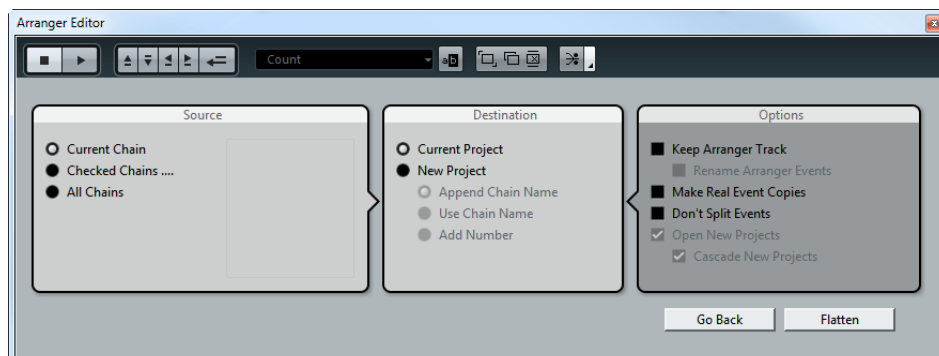 Arranger Editor
Count
ab
Source
Current Chain
Checked Chains ....
All Chains
Destination
Current Project
New Project
Append Chain Name
Use Chain Name
Add Number
Options
Keep Arranger Track
Rename Arranger Events
Make Real Event Copies
Don't Split Events
Open New Projects
Cascade New Projects
Go Back
Flatten